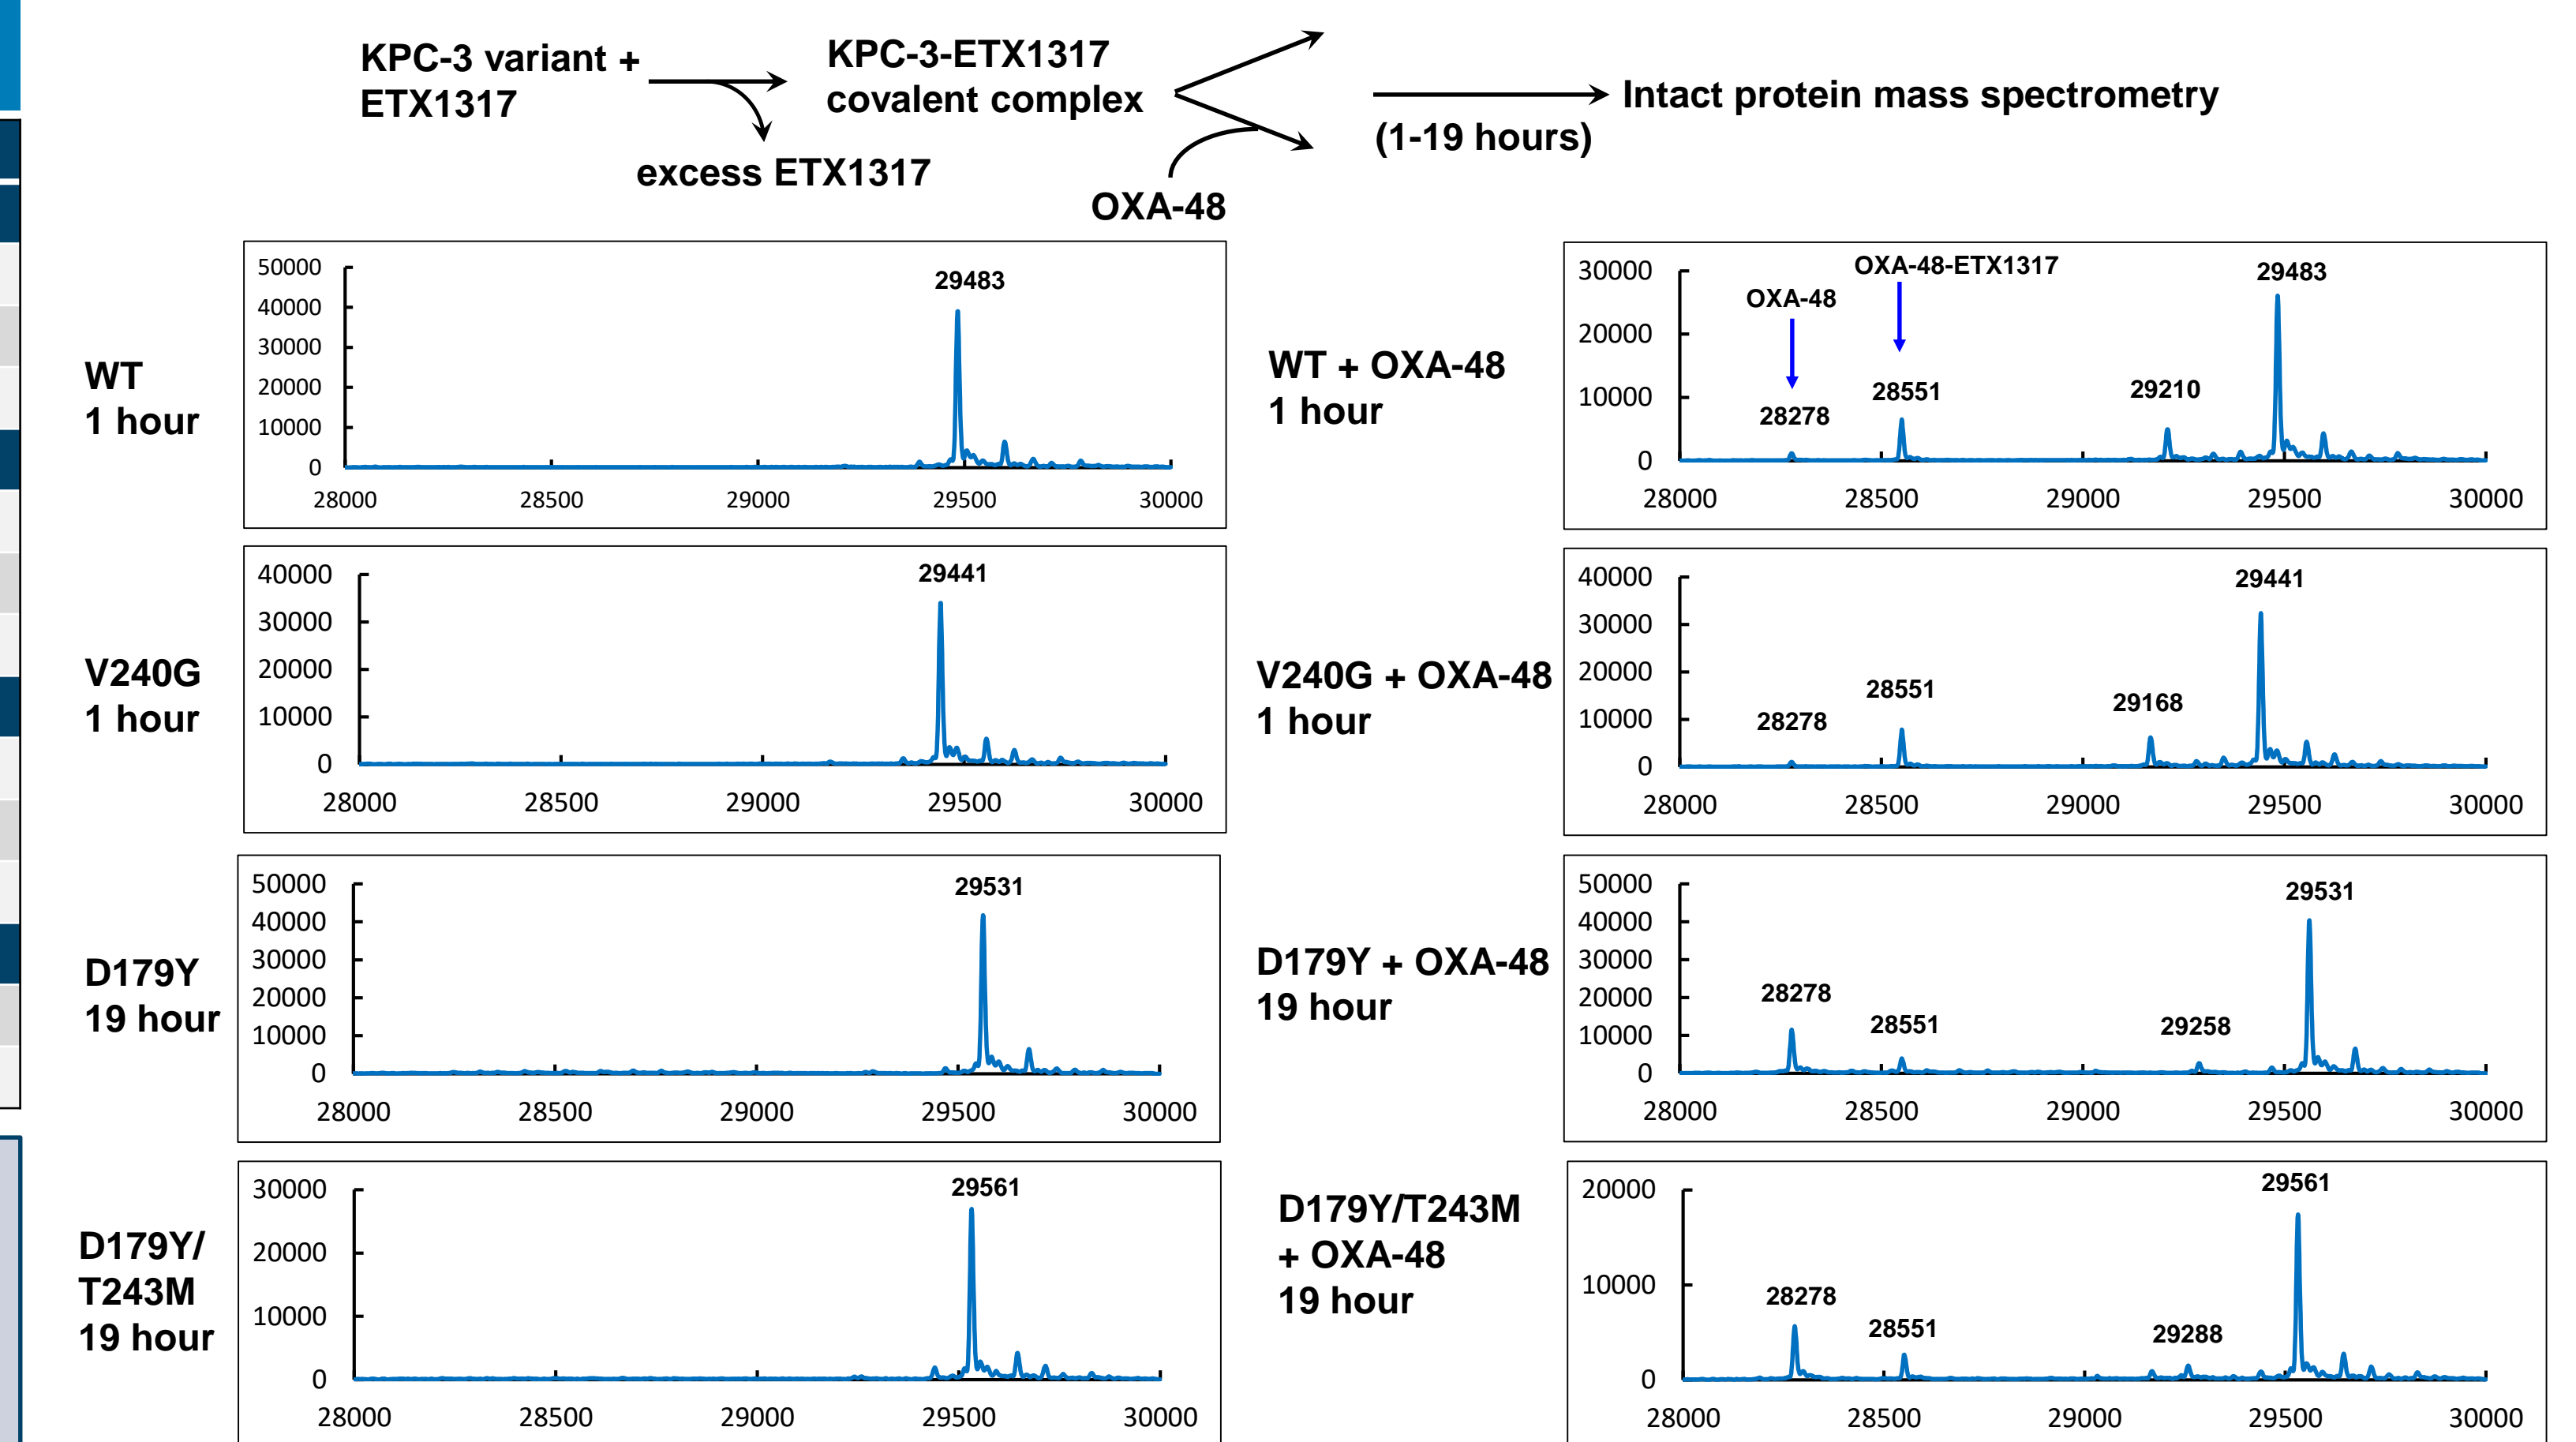 KPC-3 variant +
ETX1317
excess ETX1317
KPC-3-ETX1317
covalent complex
OXA-48
(1-19 hours)
Intact protein mass spectrometry
WT
1 hour
50000
40000
30000
20000
10000
0
29483
28000 28500 29000 29500 30000
WT + OXA-48
1 hour
30000
20000
10000
0
OXA-48
28278
OXA-48-ETX1317
28551
29210
29483
28000 28500 29000 29500 30000
V240G
1 hour
40000
30000
20000
10000
0
29441
28000 28500 29000 29500 30000
V240G + OXA-48
1 hour
40000
30000
20000
10000
0
28278
28551
29168
29441
28000 28500 29000 29500 30000
D179Y
19 hour
50000
40000
30000
20000
10000
0
29531
28000 28500 29000 29500 30000
D179Y + OXA-48
19 hour
50000
40000
30000
20000
10000
0
28278
28551
29258
29531
28000 28500 29000 29500 30000
D179Y/
T243M
19 hour
30000
20000
10000
0
29561
28000 28500 29000 29500 30000
D179Y/T243M
+ OXA-48
19 hour
20000
10000
0
28278
28551
29288
29561
28000 28500 29000 29500 30000